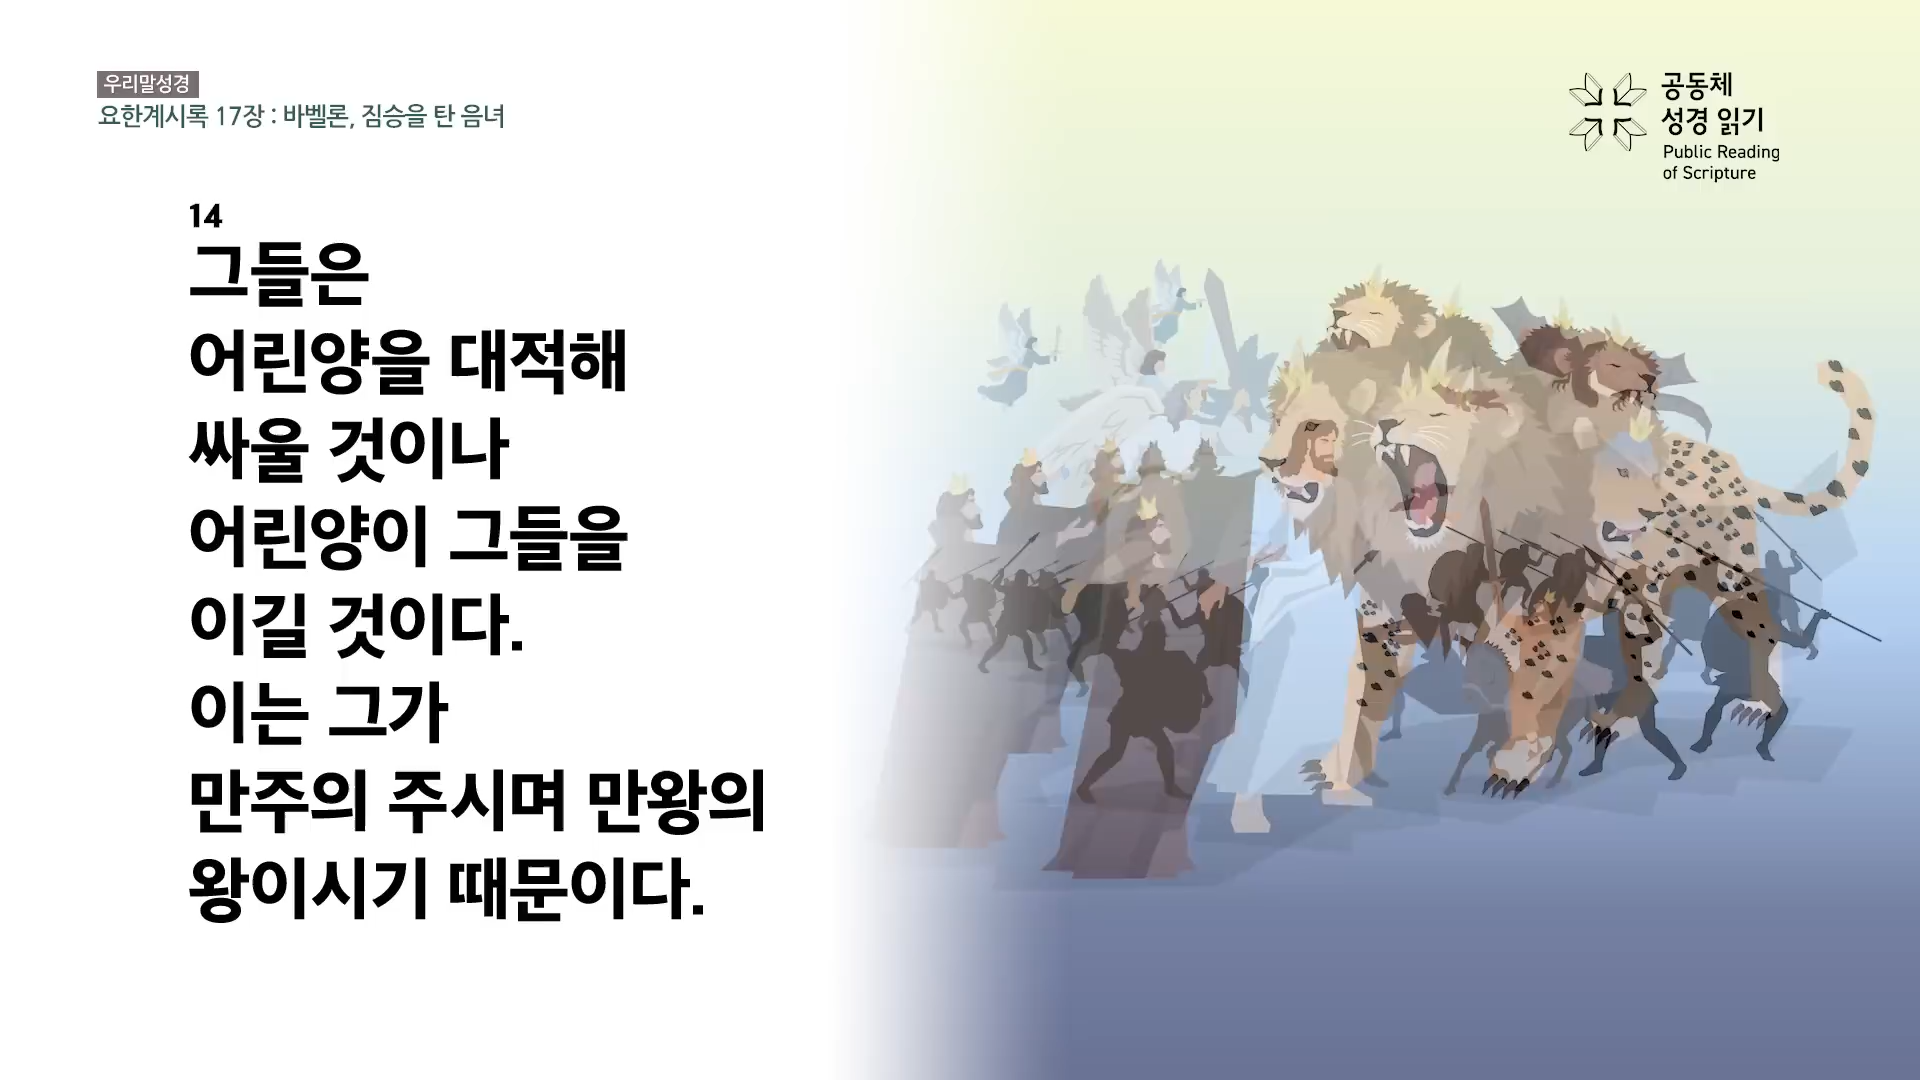 우리말성경
요한계시록 17장 : 바벨론, 짐승을 탄 음녀
공동체
성경 읽기
Public Reading
of Scripture
14
그들은
어린양을 대적해
싸울 것이나
어린양이 그들을
이길 것이다.
이는 그가
만주의 주시며 만왕의
왕이시기 때문이다.